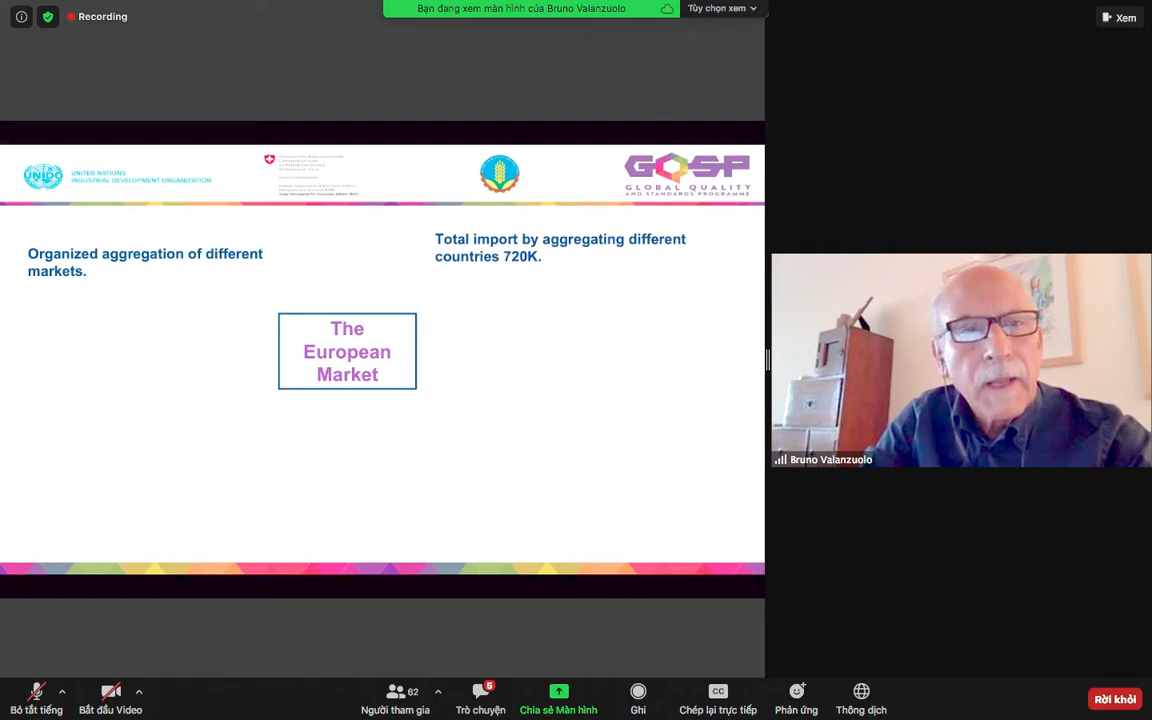 Recording
Bạn đang xem màn hình của Bruno Valanzuolo
Tùy chọn xem
Xem
UNIDO
UNITED NATIONS
INDUSTRIAL DEVELOPMENT ORGANIZATION
GQSP
GLOBAL QUALITY
AND STANDARDS PROGRAMME
Organized aggregation of different
markets.
Total import by aggregating different
countries 720K.
The
European
Market
Bruno Valanzuolo
Bỏ tắt tiếng
Bắt đầu Video
62
Người tham gia
5
Trò chuyện
Chia sẻ Màn hình
Ghi
CC
Chép lại trực tiếp
Phản ứng
Thông dịch
Rời khỏi